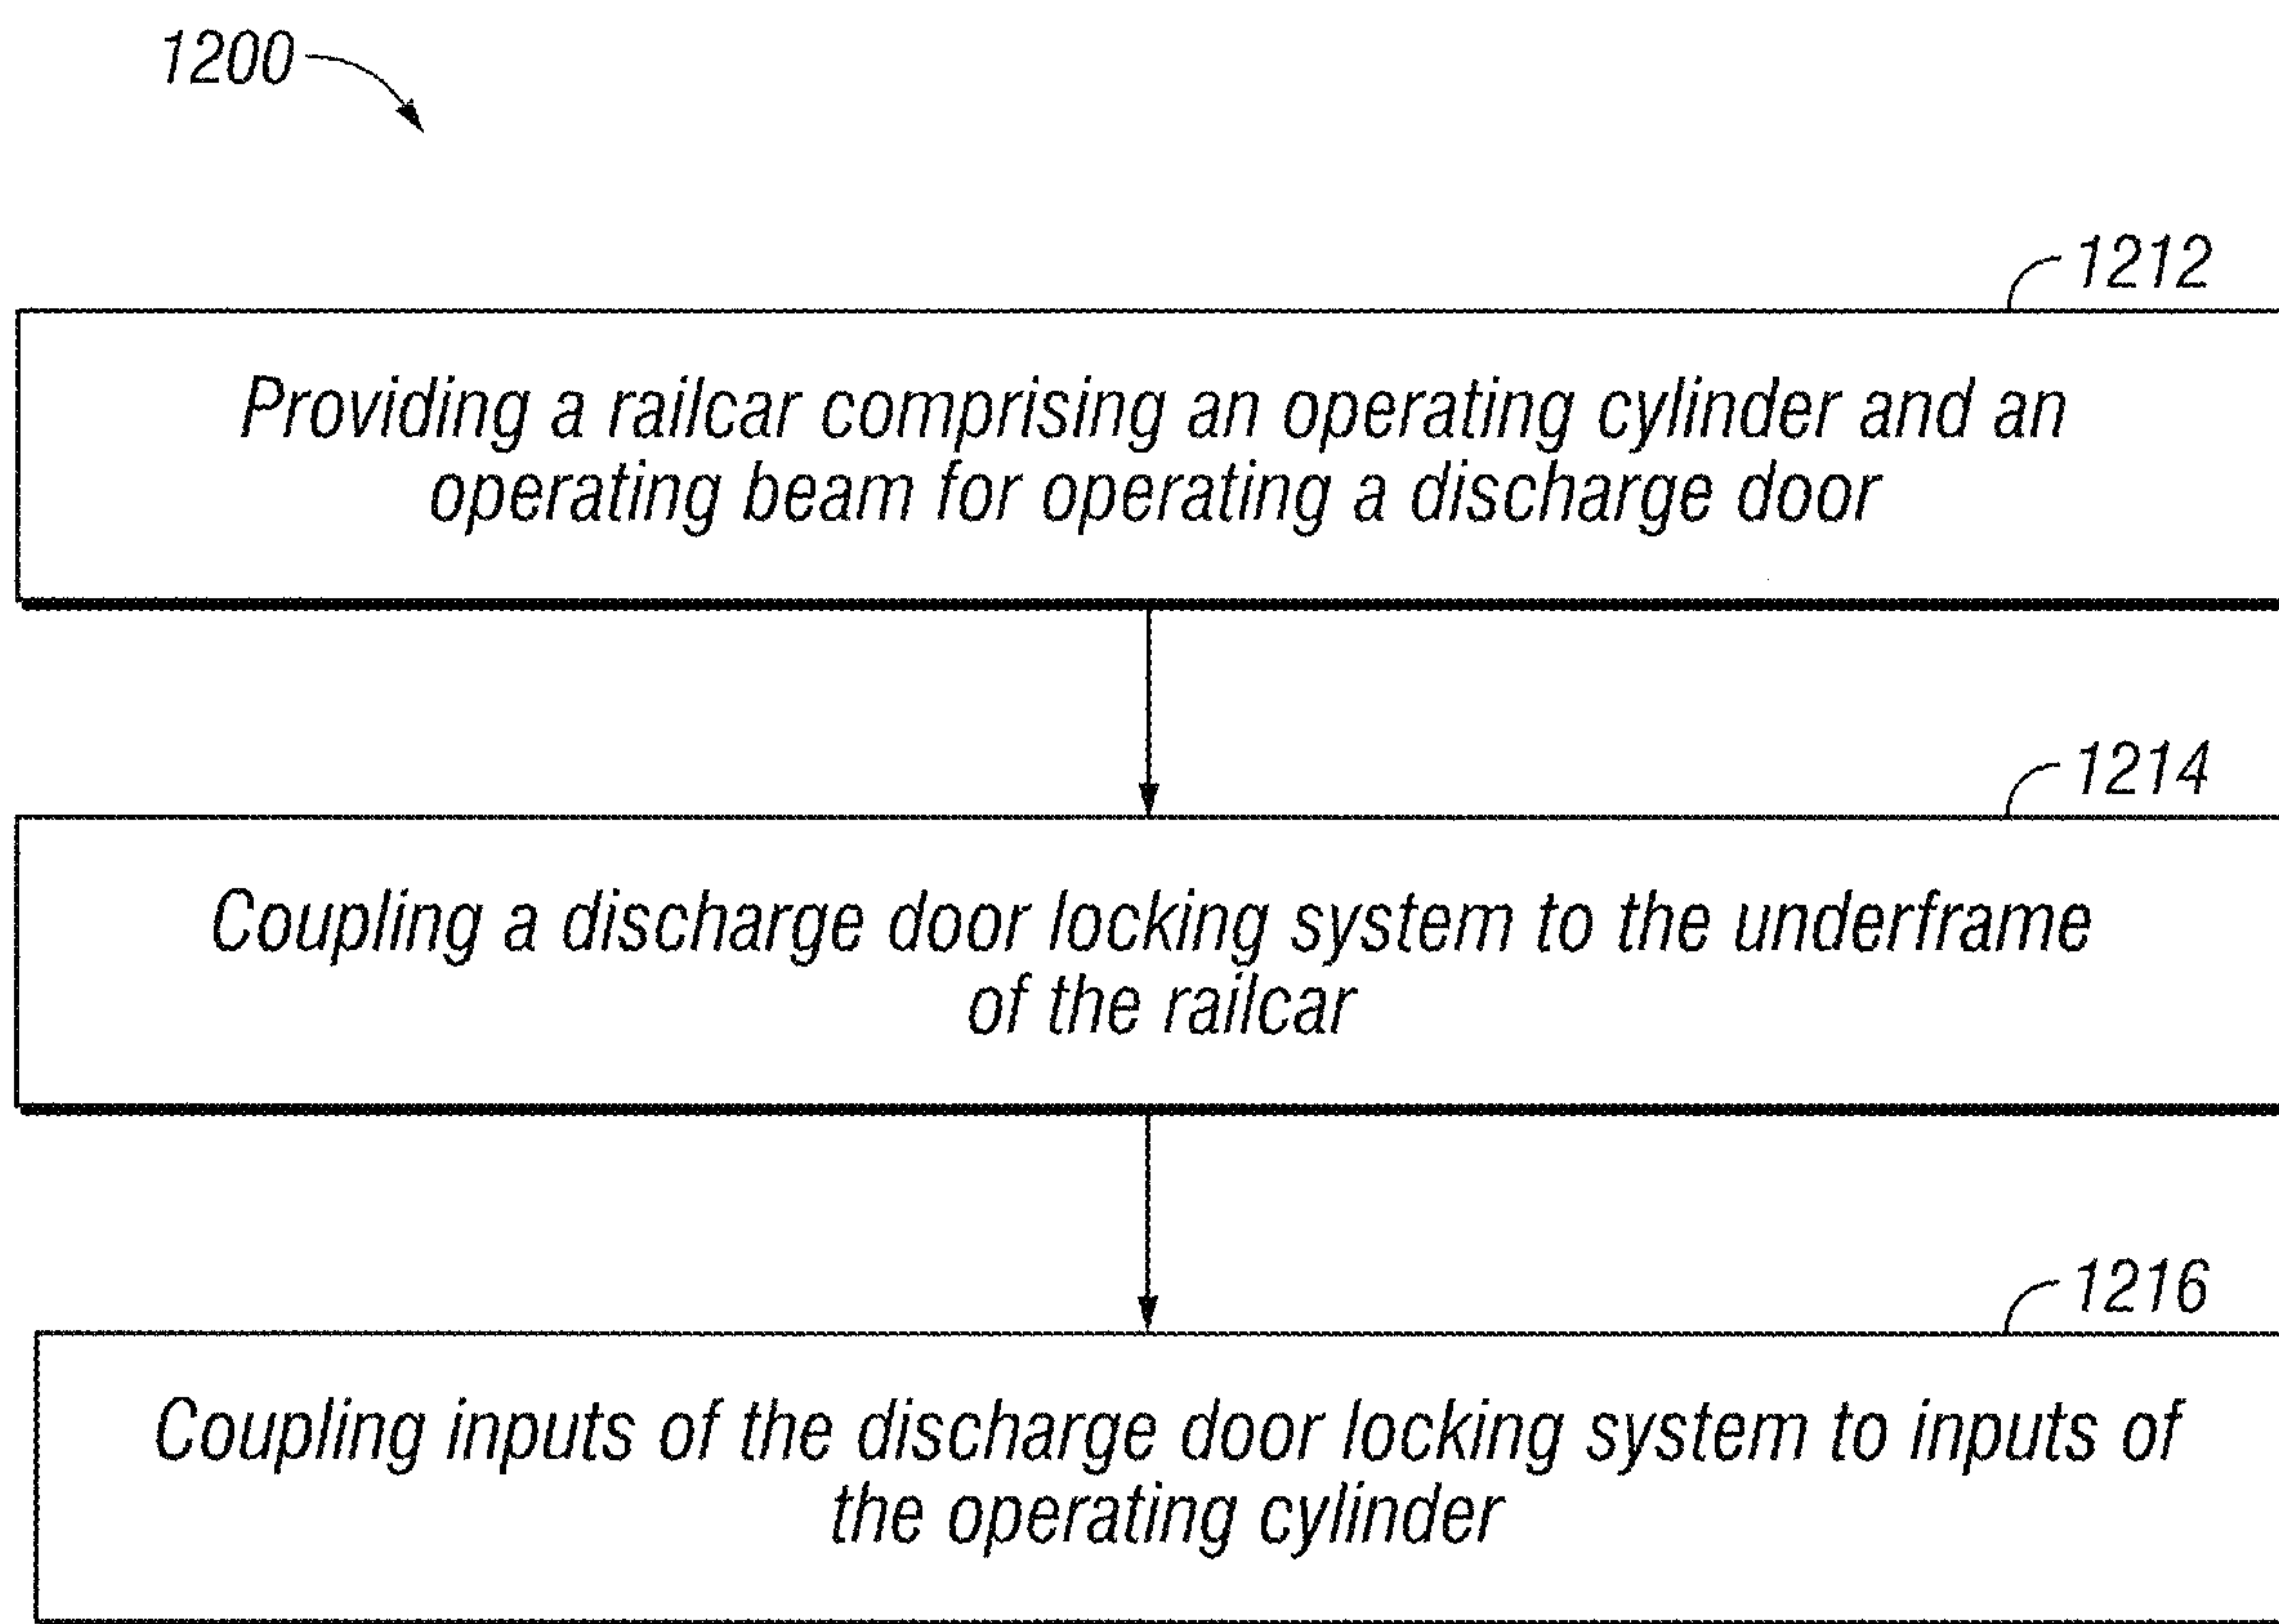 1200
1212
Providing a railcar comprising an operating cylinder and an
operating beam for operating a discharge door
1214
Coupling a discharge door locking system to the underframe
of the railcar
1216
Coupling inputs of the discharge door locking system to inputs of
the operating cylinder